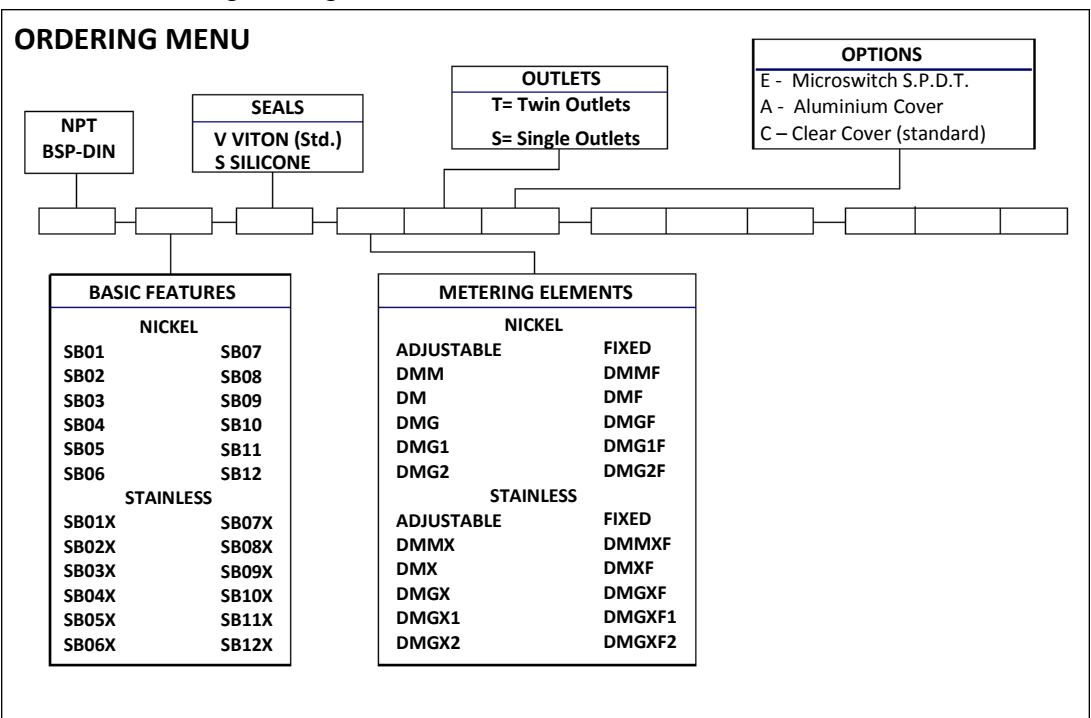 ORDERING MENU
NPT
BSP-DIN
SEALS
V VITON (Std.)
S SILICONE
OUTLETS
T= Twin Outlets
S= Single Outlets
OPTIONS
E - Microswitch S.P.D.T.
A - Aluminium Cover
C – Clear Cover (standard)
BASIC FEATURES
NICKEL
SB01 SB07
SB02 SB08
SB03 SB09
SB04 SB10
SB05 SB11
SB06 SB12
STAINLESS
SB01X SB07X
SB02X SB08X
SB03X SB09X
SB04X SB10X
SB05X SB11X
SB06X SB12X
METERING ELEMENTS
NICKEL
ADJUSTABLE FIXED
DMM DMMF
DM DMF
DMG DMGF
DMG1 DMG1F
DMG2 DMG2F
STAINLESS
ADJUSTABLE FIXED
DMMX DMMXF
DMX DMXF
DMGX DMGXF
DMGX1 DMGXF1
DMGX2 DMGXF2